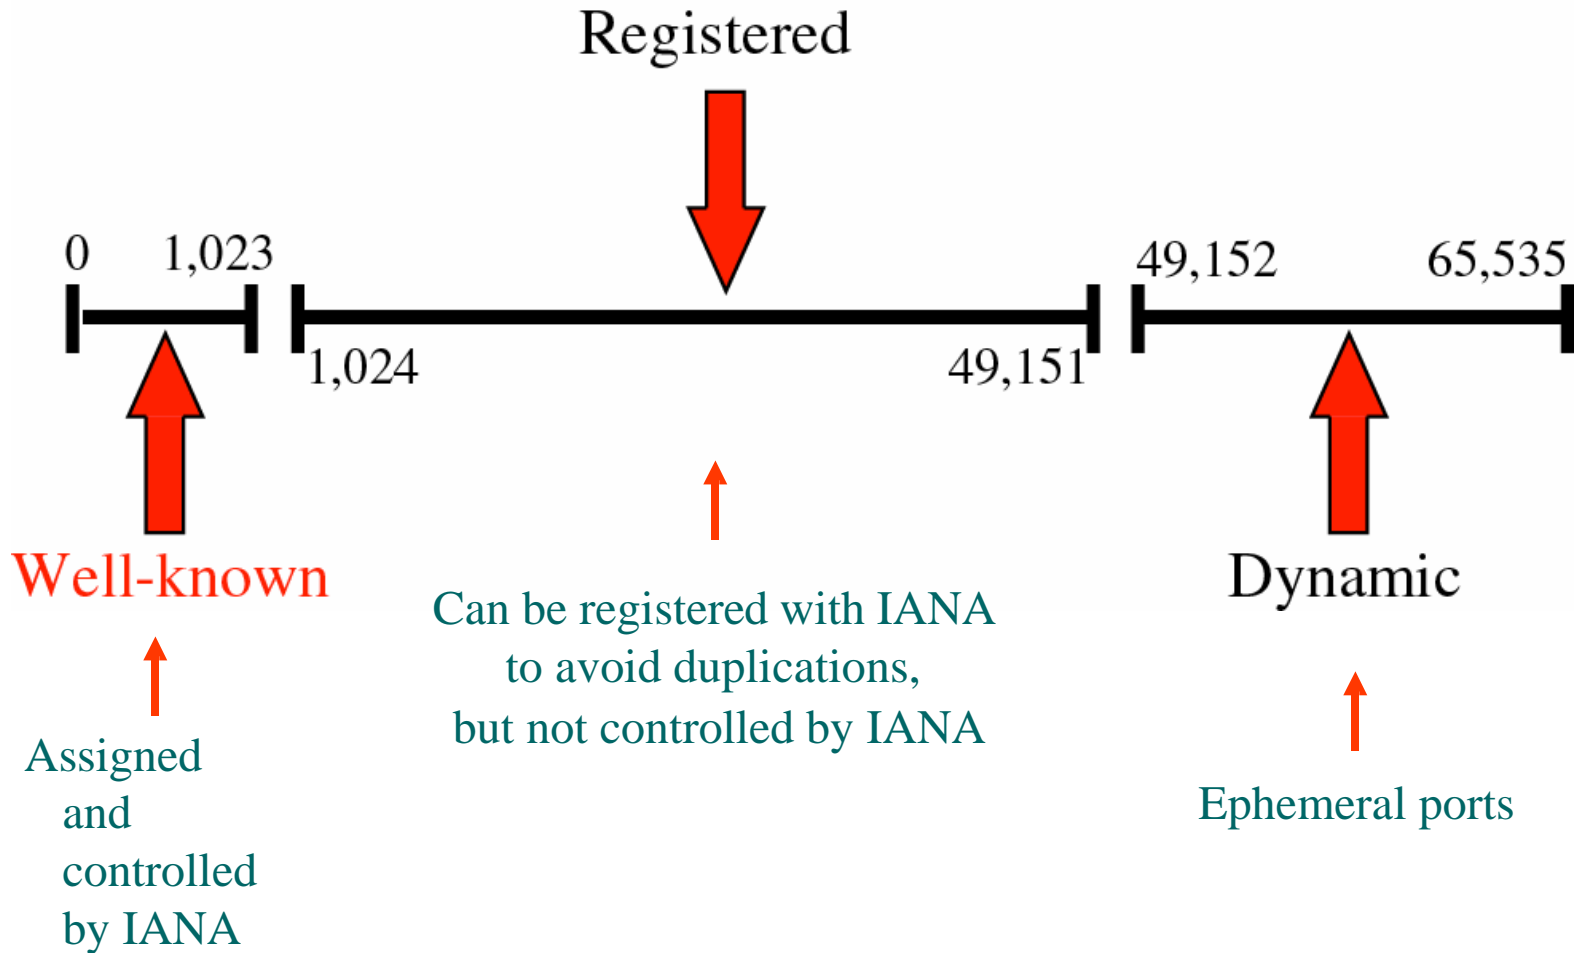 Registered
0
1,023
49,152
65,535
1,024
49,151
Well-known
Dynamic
Can be registered with IANA
to avoid duplications,
but not controlled by IANA
Assigned
and
controlled
by IANA
Ephemeral ports